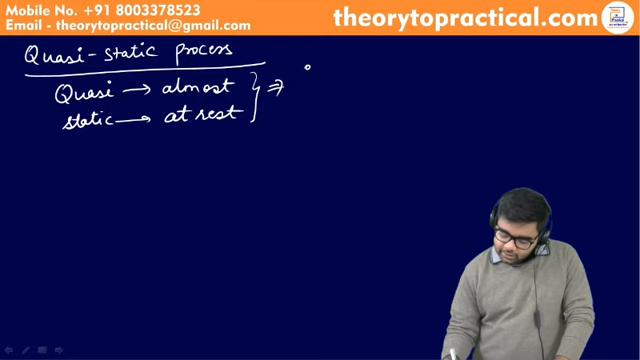 Mobile No. +91 8003378523
Email - theorytopractical@gmail.com
theorytopractical.com
Quasi-static process
Quasi → almost
static → at rest
⇒